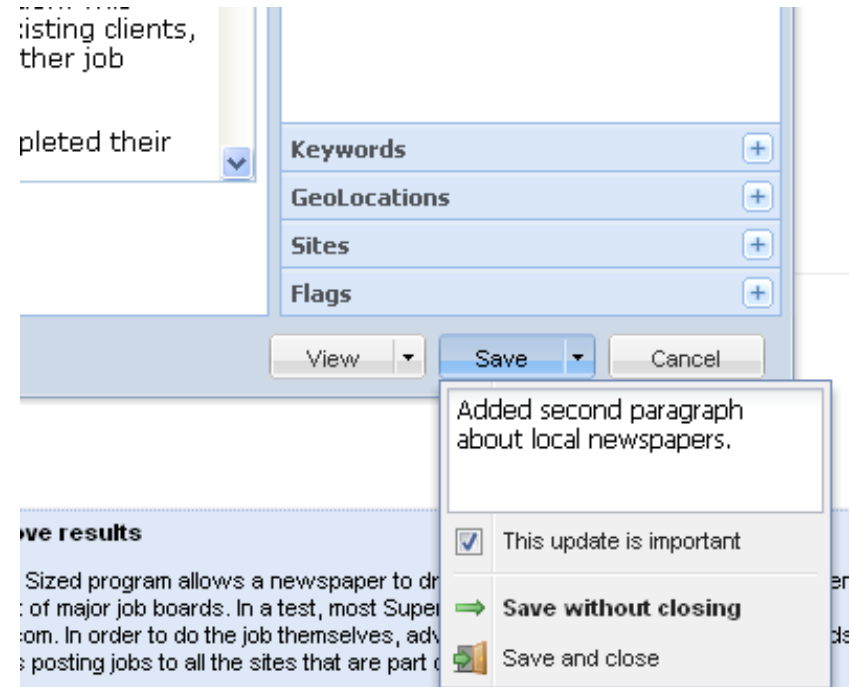 isting clients,
ther job
pleted their
Keywords
GeoLocations
Sites
Flags
View
Save
Cancel
Added second paragraph
about local newspapers.
This update is important
Save without closing
Save and close
ove results
Sized program allows a newspaper to dr
of major job boards. In a test, most Super
com. In order to do the job themselves, adv
s posting jobs to all the sites that are part